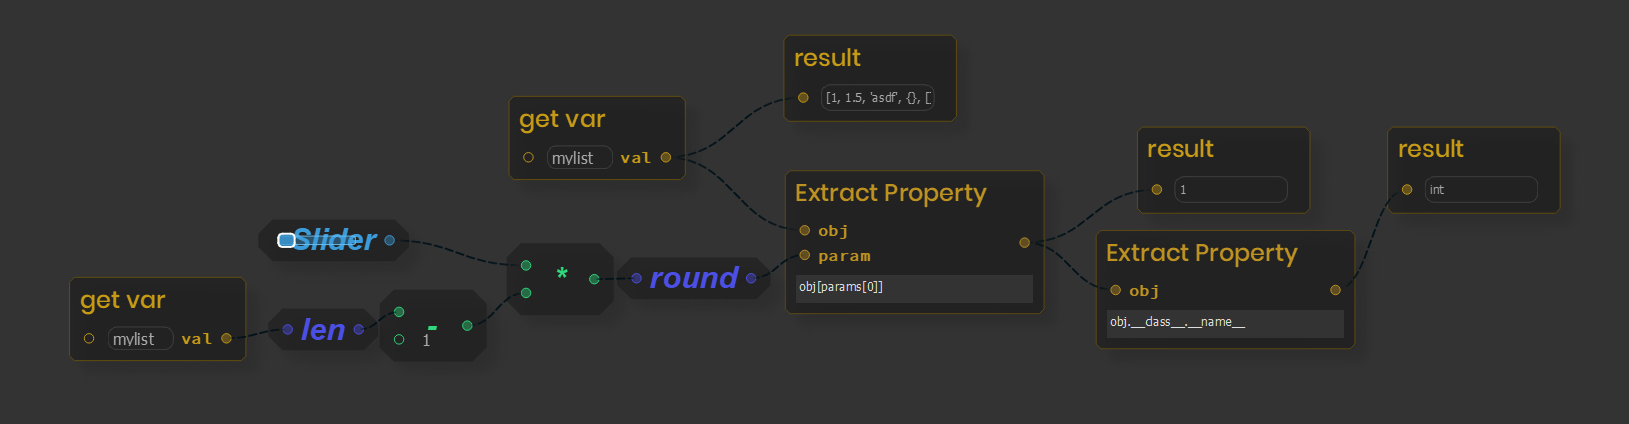 result
[1, 1.5, 'asdf', {}, [
get var
mylist val
result
1
result
int
Extract Property
obj
param
obj[params[0]]
Slider
*
round
Extract Property
obj
obj.__class__.__name__
get var
mylist val
len
-
1